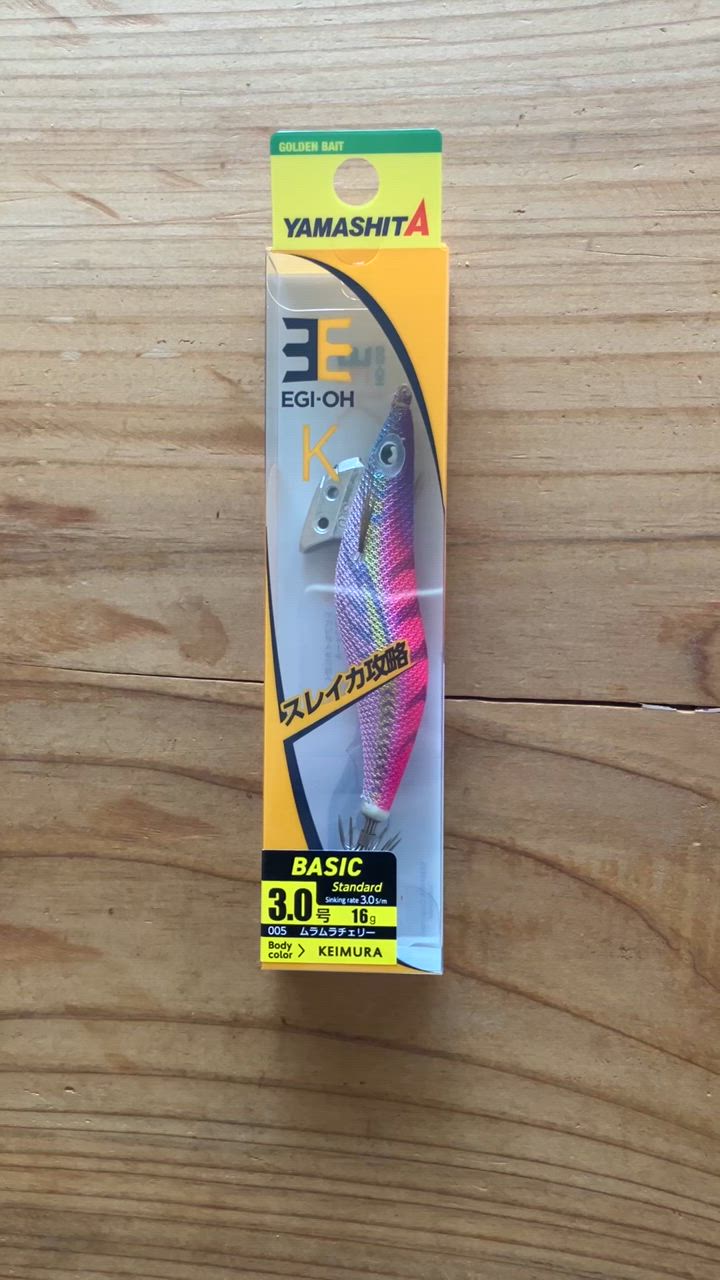 GOLDEN BAIT
YAMASHITA
EGI-OH
K
スレイカ攻略
BASIC
Standard
Sinking rate 3.0 s/m
3.0号 16g
005 ムラムラチェリー
Body color > KEIMURA